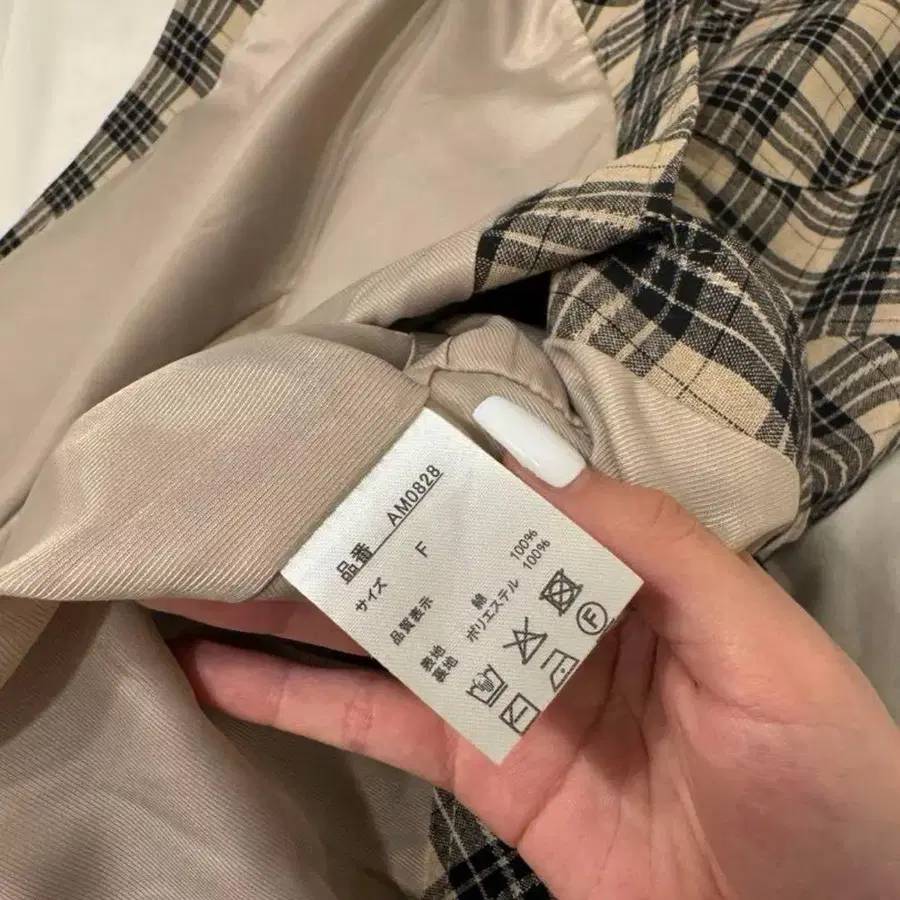 品番 AM0828
サイズ F
品質表示
表地 綿 100%
裏地 ポリエステル 100%
F